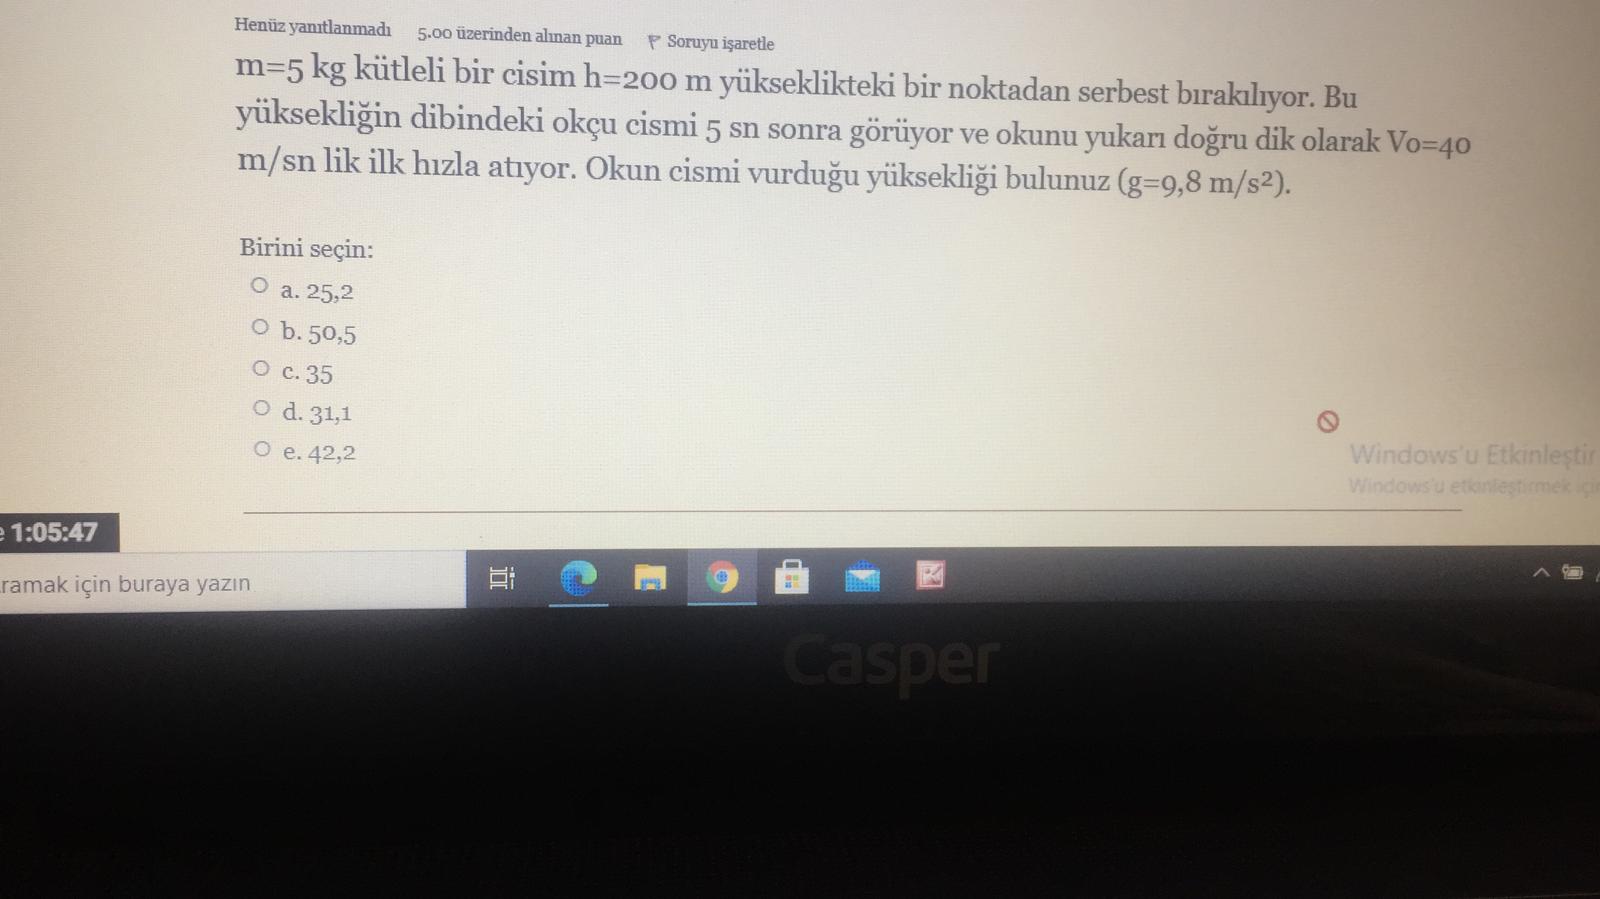 Henüz yanıtlanmadı 5.00 üzerinden alınan puan Soruyu işaretle
m=5 kg kütleli bir cisim h=200 m yükseklikteki bir noktadan serbest bırakılıyor. Bu
yüksekliğin dibindeki okçu cismi 5 sn sonra görüyor ve okunu yukarı doğru dik olarak Vo=40
m/sn lik ilk hızla atıyor. Okun cismi vurduğu yüksekliği bulunuz (g=9,8 m/s²).
Birini seçin:
a. 25,2
b. 50,5
c. 35
d. 31,1
e. 42,2
Windows'u Etkinleştir
Windows'u etkinleştirmek için
e 1:05:47
ramak için buraya yazın
Casper